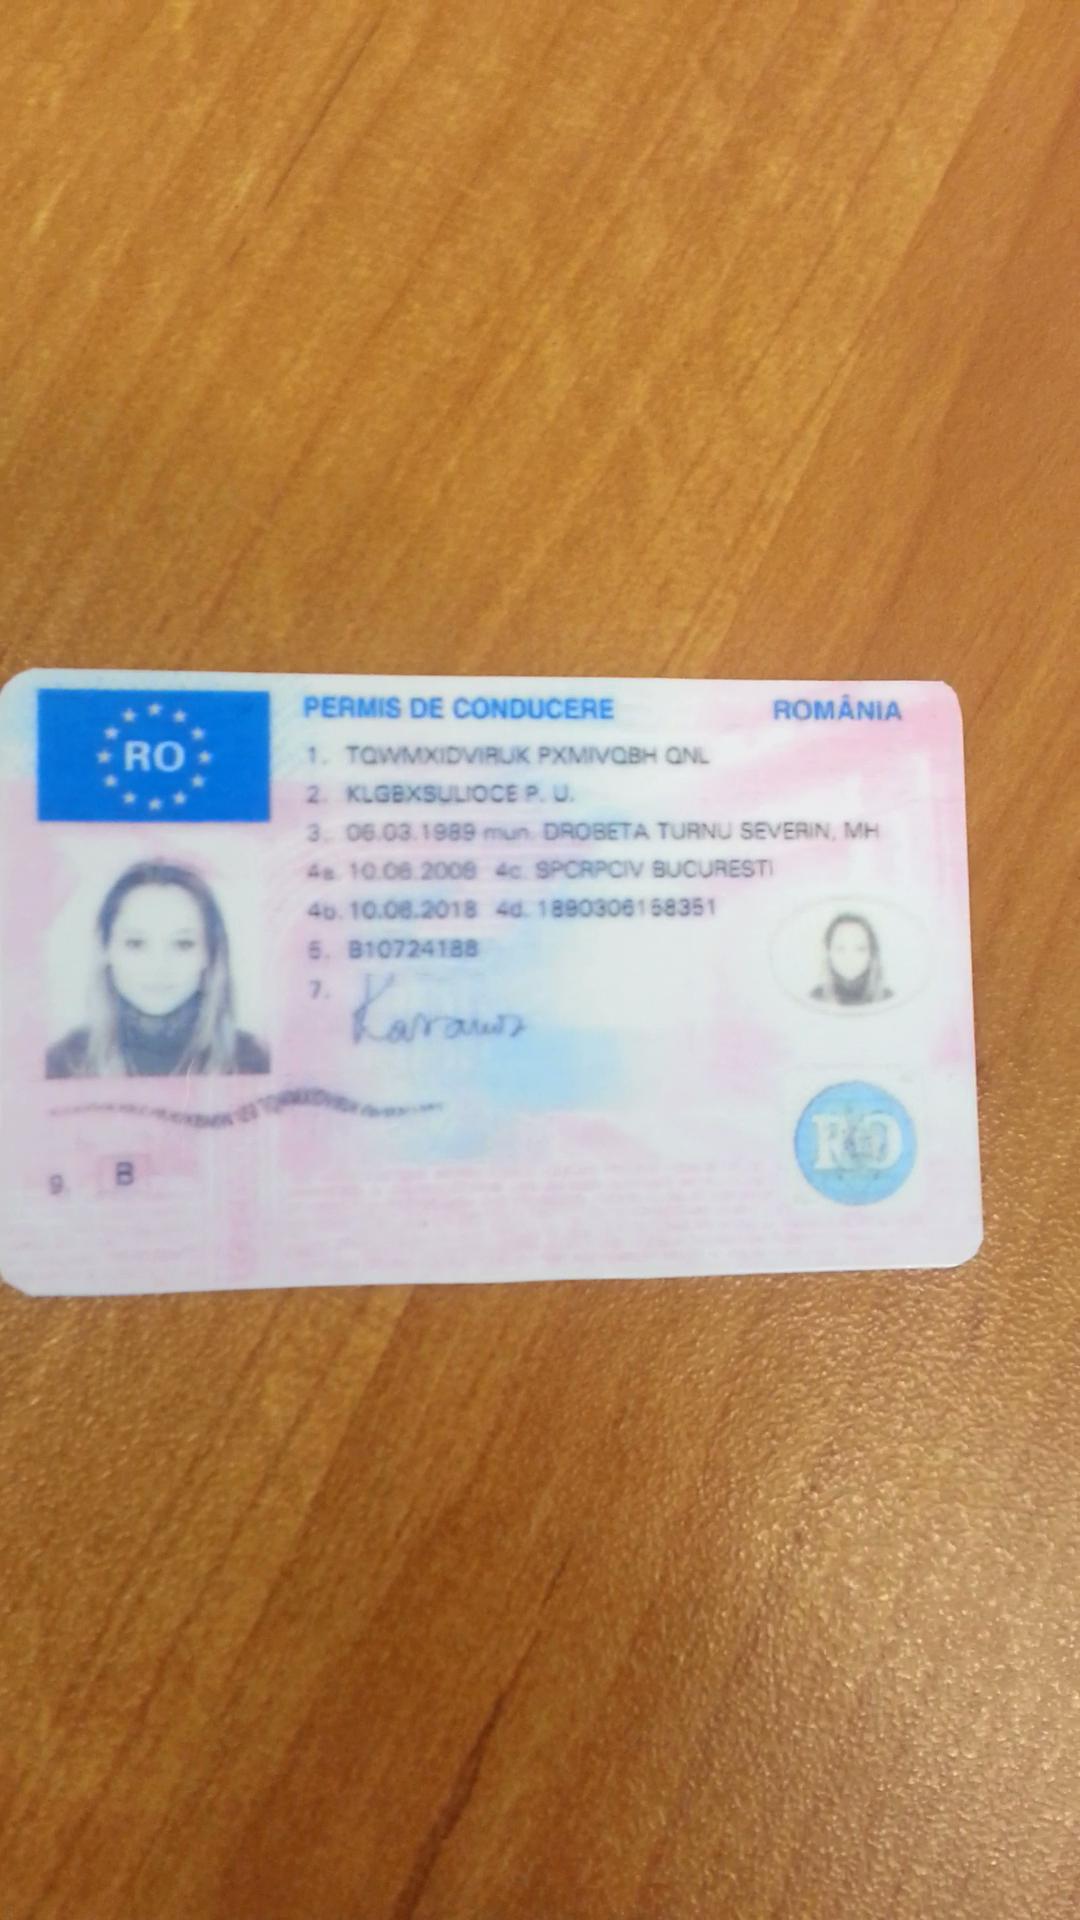 RO
PERMIS DE CONDUCERE ROMÂNIA
1. TQWMXIDVIRUK PXMIVQBH QNL
2. KLGBXSULIOCE P. U.
3. 06.03.1989 mun. DROBETA TURNU SEVERIN, MH
4a. 10.06.2008 4c. SPCRPCIV BUCURESTI
4b. 10.06.2018 4d. 1890306158351
5. B10724188
7.
9. B
RO